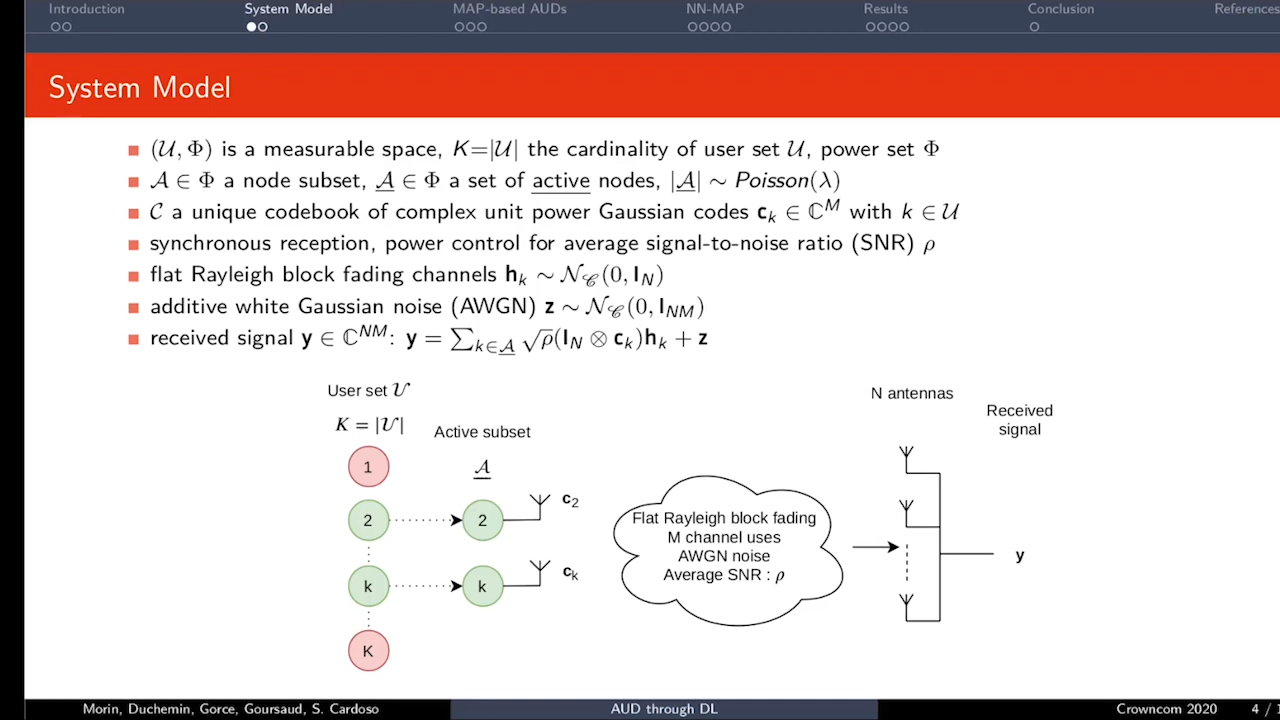 Introduction System Model MAP-based AUDs NN-MAP Results Conclusion References
System Model
(𝒰, Φ) is a measurable space, K=|𝒰| the cardinality of user set 𝒰, power set Φ
𝒜 ∈ Φ a node subset, 𝒜̲ ∈ Φ a set of active nodes, |𝒜̲| ∼ Poisson(λ)
𝒞 a unique codebook of complex unit power Gaussian codes c_k ∈ ℂ^M with k ∈ 𝒰
synchronous reception, power control for average signal-to-noise ratio (SNR) ρ
flat Rayleigh block fading channels h_k ∼ 𝒩_𝒞(0, I_N)
additive white Gaussian noise (AWGN) z ∼ 𝒩_𝒞(0, I_NM)
received signal y ∈ ℂ^NM: y = ∑_{k∈𝒜̲} √ρ(I_N ⊗ c_k)h_k + z
User set 𝒰
K = |𝒰|
Active subset
𝒜̲
1
2
k
K
2
k
c_2
c_k
Flat Rayleigh block fading
M channel uses
AWGN noise
Average SNR : ρ
N antennas
Received
signal
y
Morin, Duchemin, Gorce, Goursaud, S. Cardoso AUD through DL Crowncom 2020 4 /